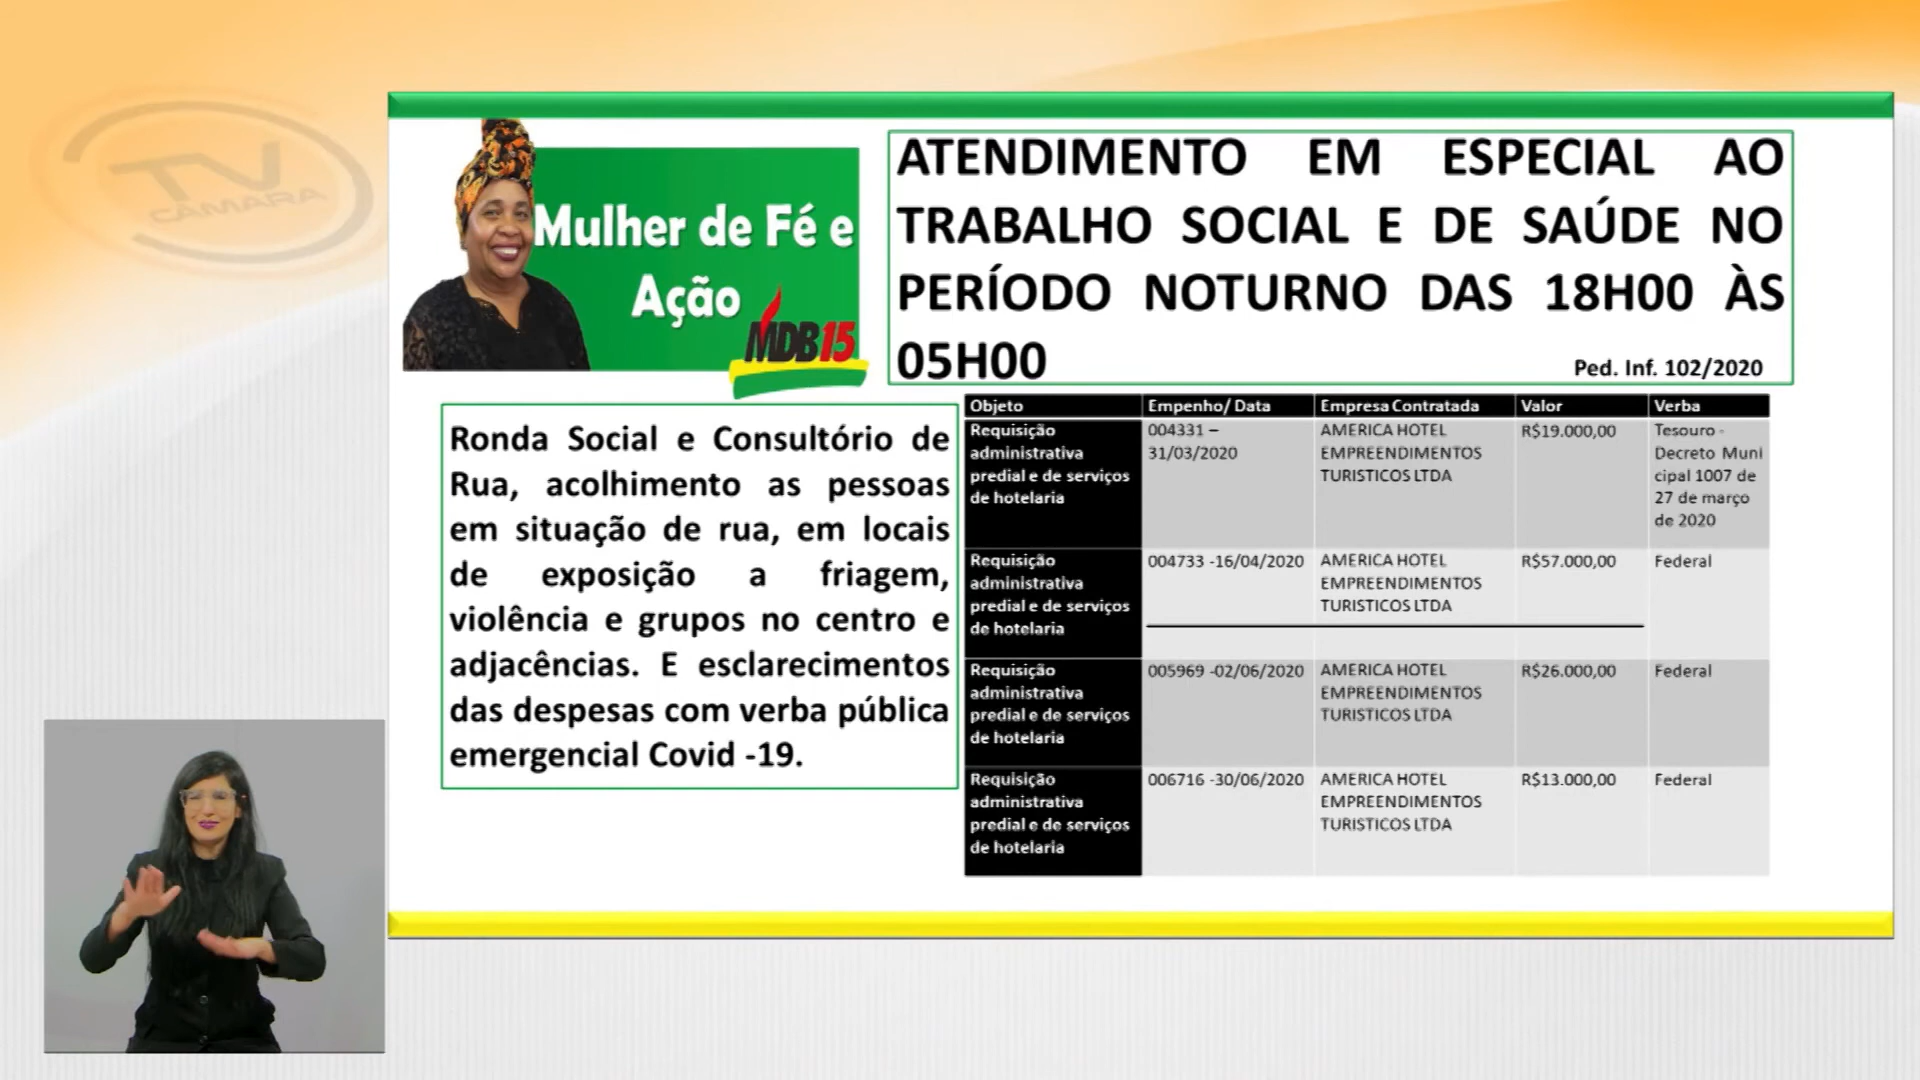 TV
CÂMARA
Mulher de Fé e
Ação
MDB15
ATENDIMENTO EM ESPECIAL AO
TRABALHO SOCIAL E DE SAÚDE NO
PERÍODO NOTURNO DAS 18H00 ÀS
05H00
Ped. Inf. 102/2020
Ronda Social e Consultório de
Rua, acolhimento as pessoas
em situação de rua, em locais
de exposição a friagem,
violência e grupos no centro e
adjacências. E esclarecimentos
das despesas com verba pública
emergencial Covid -19.
Objeto Empenho/ Data Empresa Contratada Valor Verba
Requisição 004331 – AMERICA HOTEL R$19.000,00 Tesouro -
administrativa 31/03/2020 EMPREENDIMENTOS Decreto Muni
predial e de serviços TURISTICOS LTDA cipal 1007 de
de hotelaria 27 de março
de 2020
Requisição 004733 -16/04/2020 AMERICA HOTEL R$57.000,00 Federal
administrativa EMPREENDIMENTOS
predial e de serviços TURISTICOS LTDA
de hotelaria
Requisição 005969 -02/06/2020 AMERICA HOTEL R$26.000,00 Federal
administrativa EMPREENDIMENTOS
predial e de serviços TURISTICOS LTDA
de hotelaria
Requisição 006716 -30/06/2020 AMERICA HOTEL R$13.000,00 Federal
administrativa EMPREENDIMENTOS
predial e de serviços TURISTICOS LTDA
de hotelaria